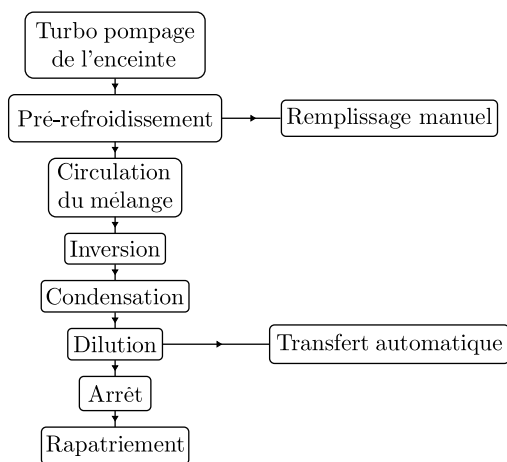 Turbo pompage
de l'enceinte
Pré-refroidissement
Remplissage manuel
Circulation
du mélange
Inversion
Condensation
Dilution
Transfert automatique
Arrêt
Rapatriement